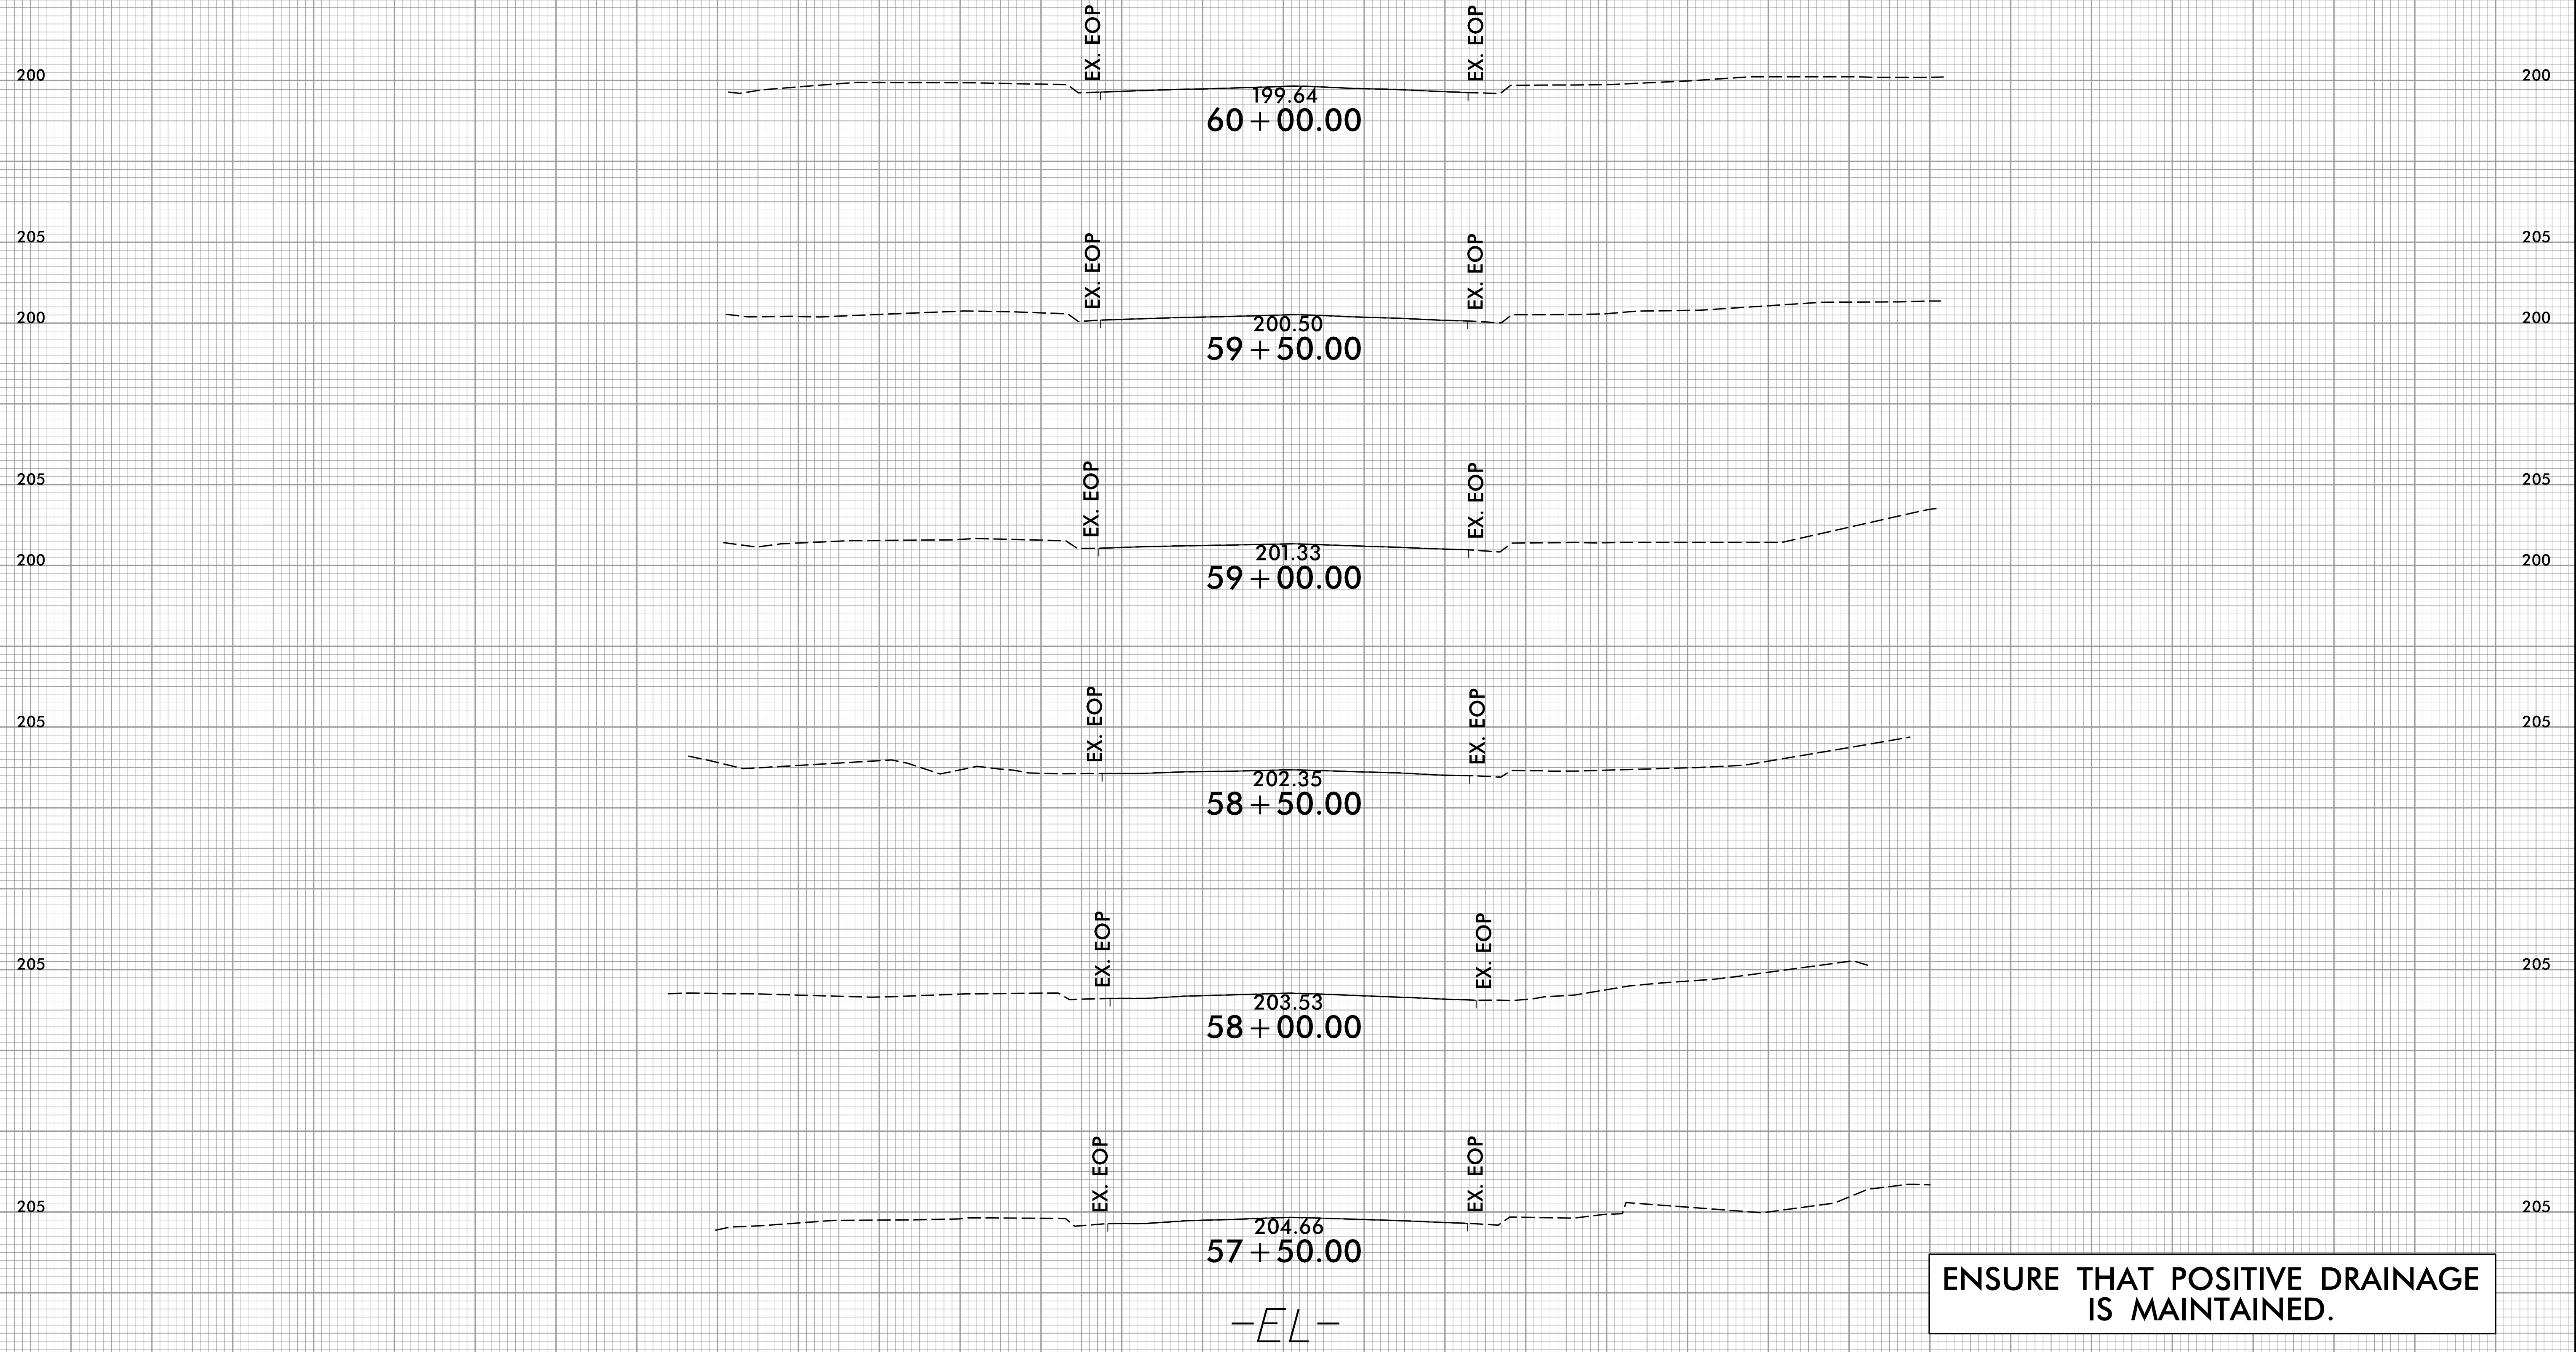 EX. EOP EX. EOP
200 200
199.64
60+00.00
205 205
EX. EOP EX. EOP
200 200
200.50
59+50.00
205 205
EX. EOP EX. EOP
200 200
201.33
59+00.00
205 205
EX. EOP EX. EOP
202.35
58+50.00
205 205
EX. EOP EX. EOP
203.53
58+00.00
205 205
EX. EOP EX. EOP
204.66
57+50.00
ENSURE THAT POSITIVE DRAINAGE
IS MAINTAINED.
-EL-